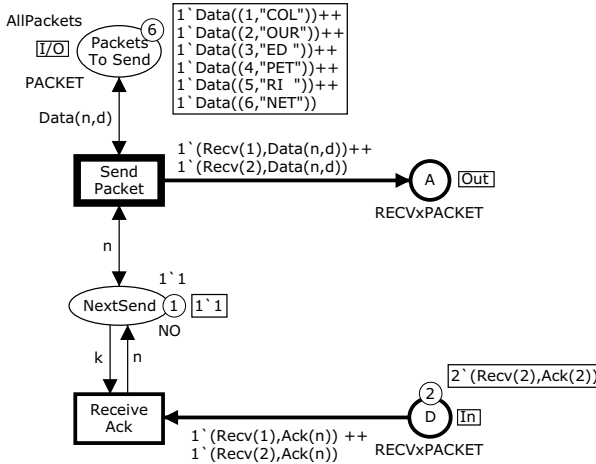 AllPackets
6
I/O
Packets
To Send
PACKET
1`Data((1,"COL"))++
1`Data((2,"OUR"))++
1`Data((3,"ED "))++
1`Data((4,"PET"))++
1`Data((5,"RI  "))++
1`Data((6,"NET"))
Data(n,d)
Send
Packet
1`(Recv(1),Data(n,d))++
1`(Recv(2),Data(n,d))
A
Out
RECVxPACKET
n
1`1
NextSend
1
1`1
NO
k
n
2`(Recv(2),Ack(2))
2
D
In
Receive
Ack
1`(Recv(1),Ack(n)) ++
1`(Recv(2),Ack(n))
RECVxPACKET